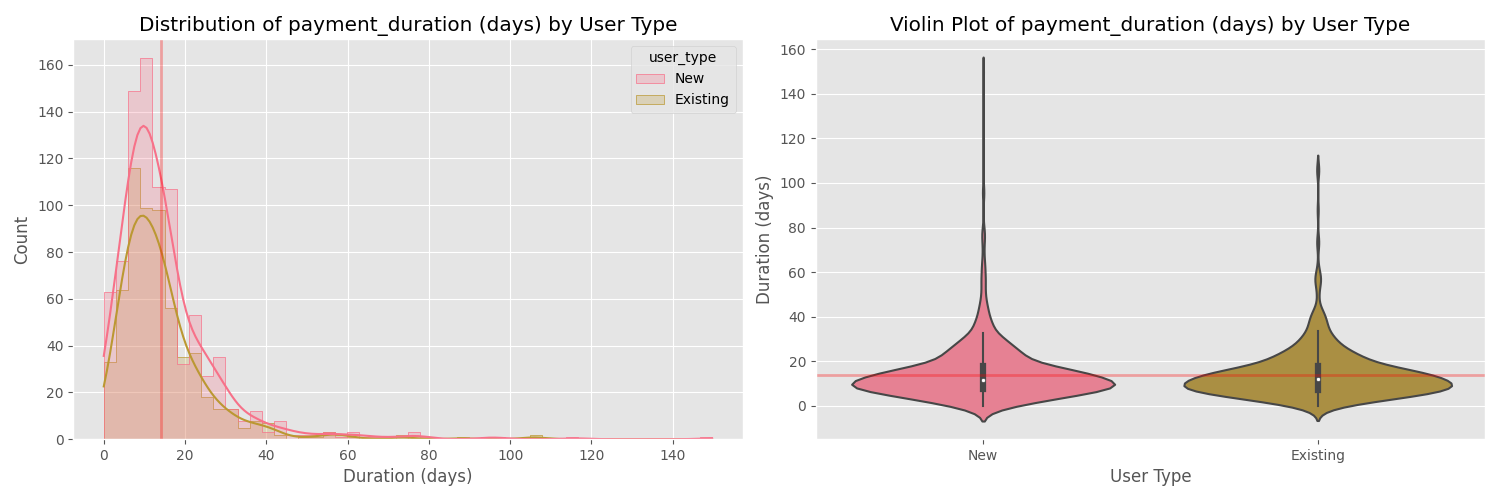 Distribution of payment_duration (days) by User Type
160
140
120
100
80
60
40
20
0
Count
user_type
New
Existing
0 20 40 60 80 100 120 140
Duration (days)
Violin Plot of payment_duration (days) by User Type
160
140
120
100
80
60
40
20
0
Duration (days)
New Existing
User Type